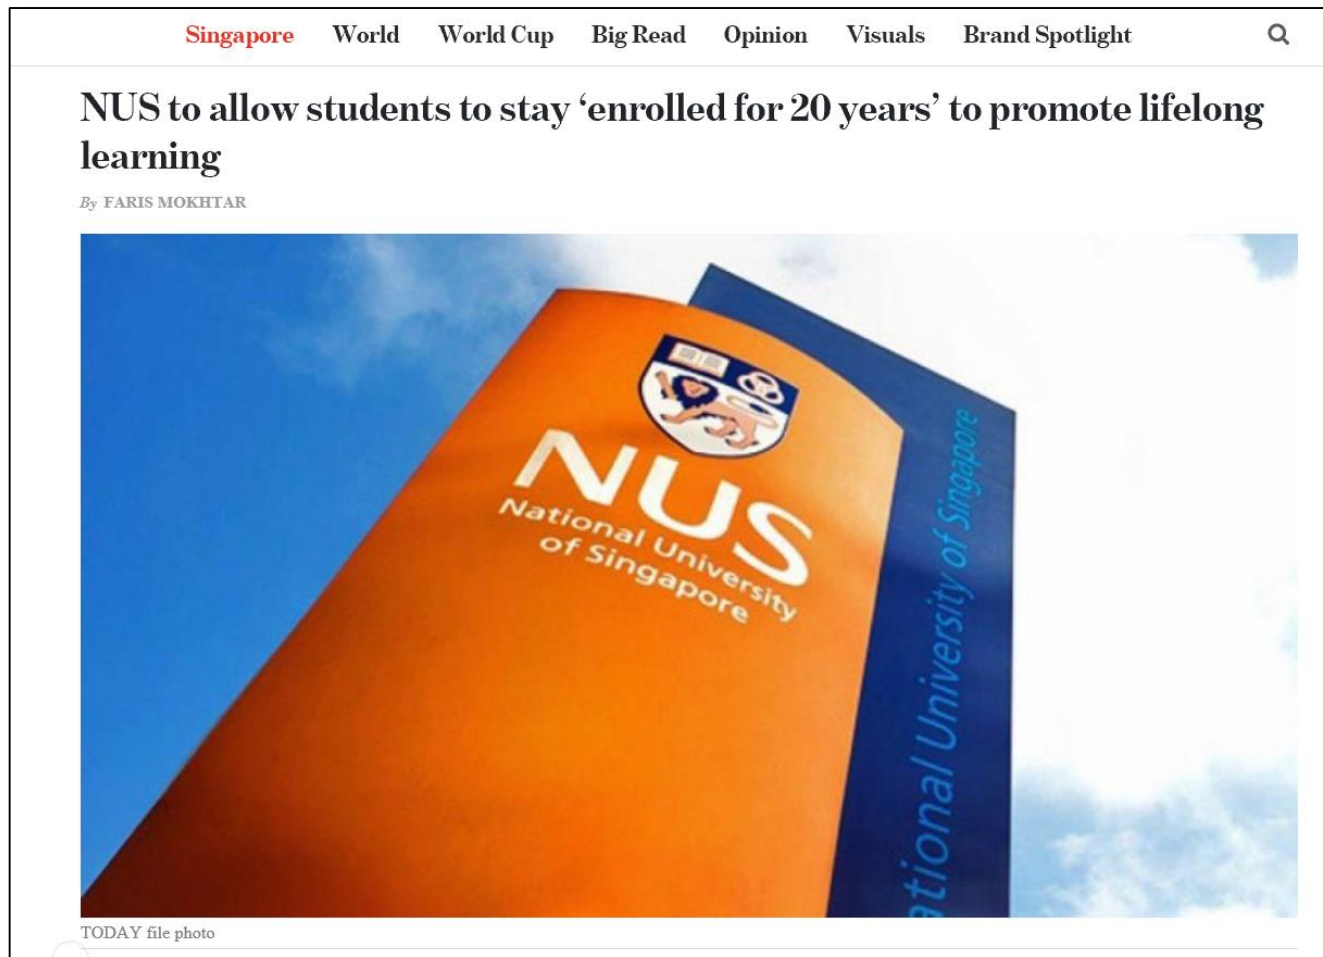 Singapore World World Cup Big Read Opinion Visuals Brand Spotlight
NUS to allow students to stay ‘enrolled for 20 years’ to promote lifelong
learning
By FARIS MOKHTAR
NUS
National University
of Singapore
National University of Singapore
TODAY file photo